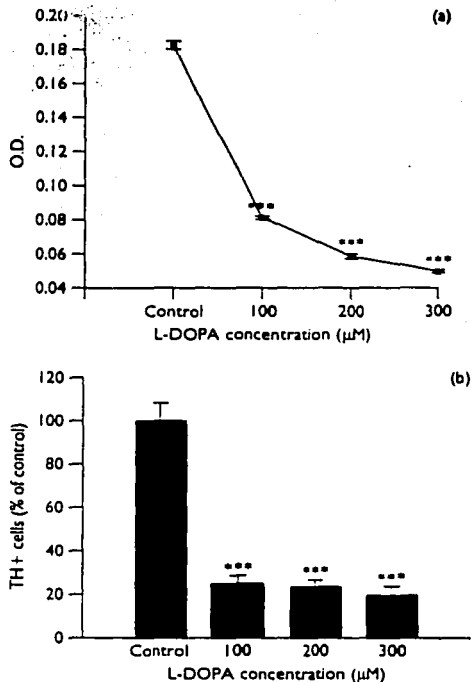 (a)
0.20
0.18
0.16
0.14
0.12
0.10
0.08
0.06
0.04
O.D.
***
***
***
Control 100 200 300
L-DOPA concentration (μM)
(b)
120
100
80
60
40
20
0
TH+ cells (% of control)
*** *** ***
Control 100 200 300
L-DOPA concentration (μM)